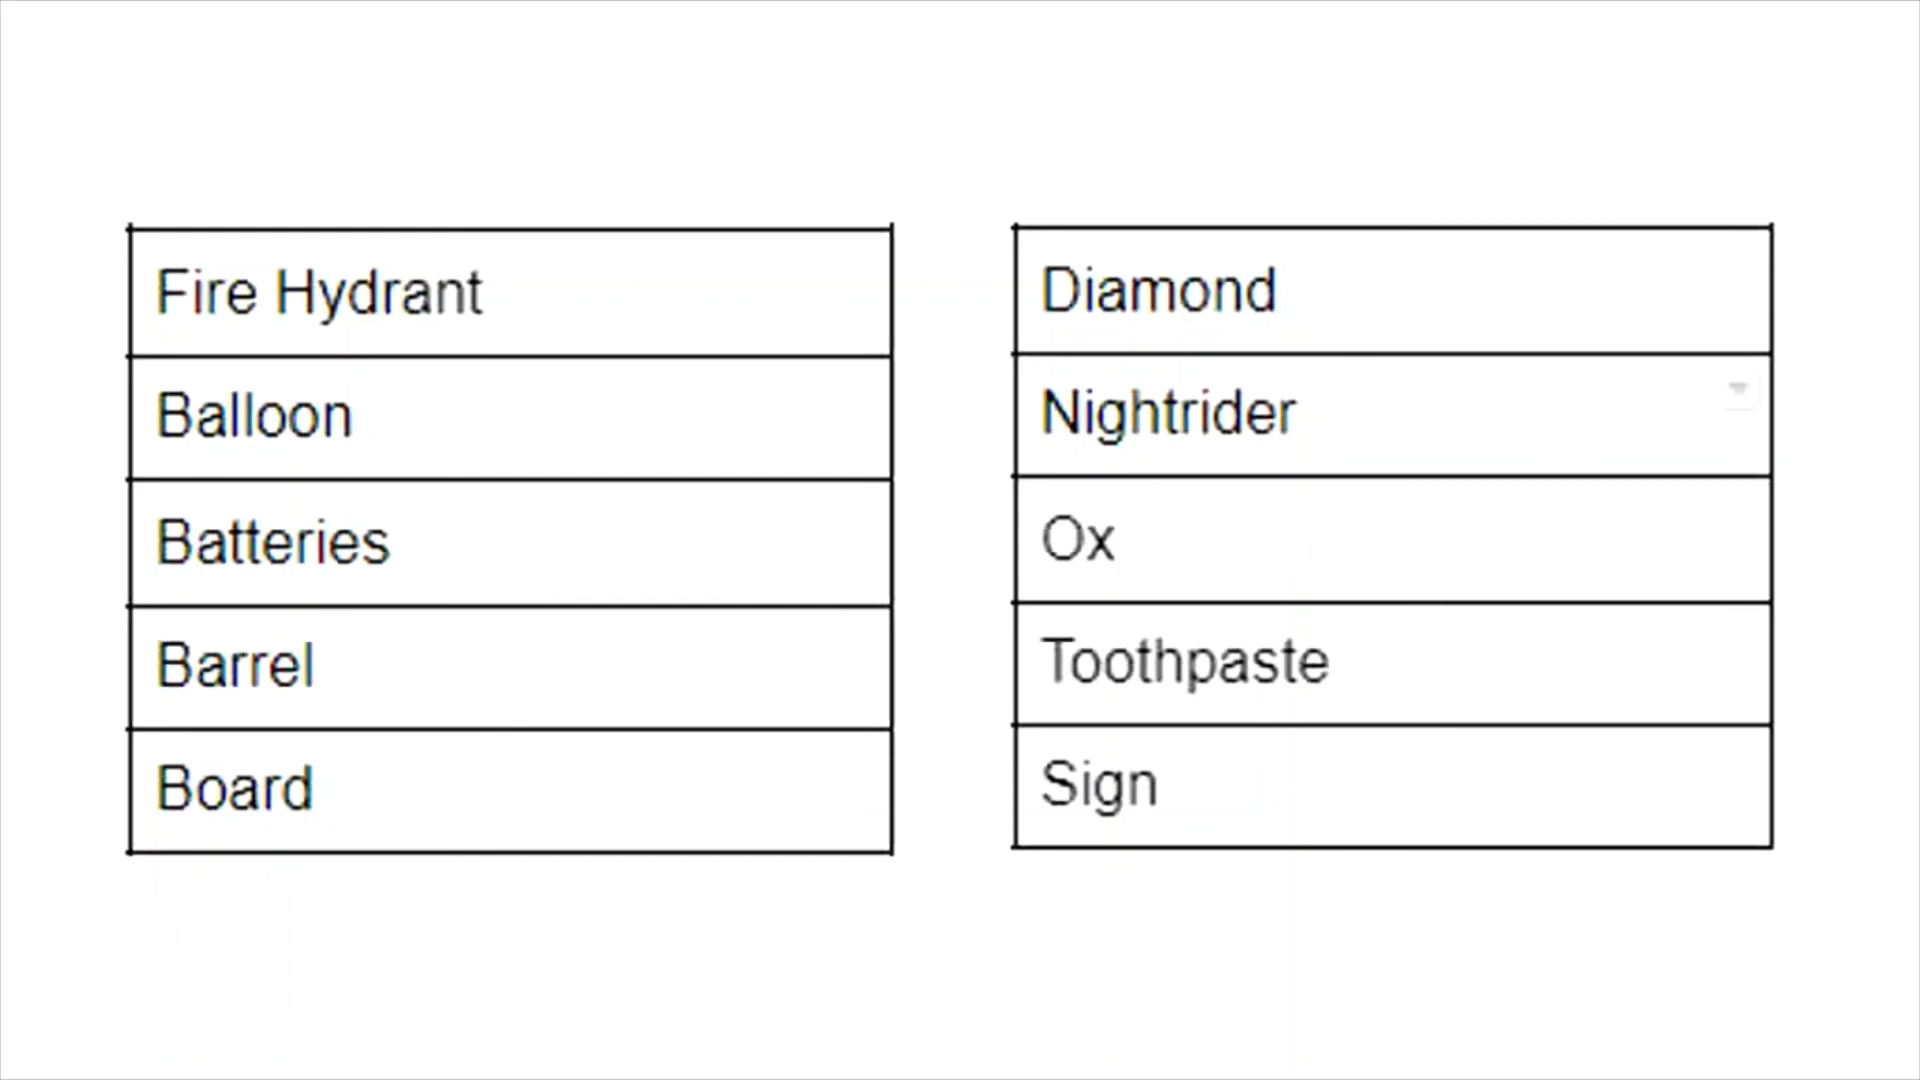 Fire Hydrant
Balloon
Batteries
Barrel
Board
Diamond
Nightrider
Ox
Toothpaste
Sign